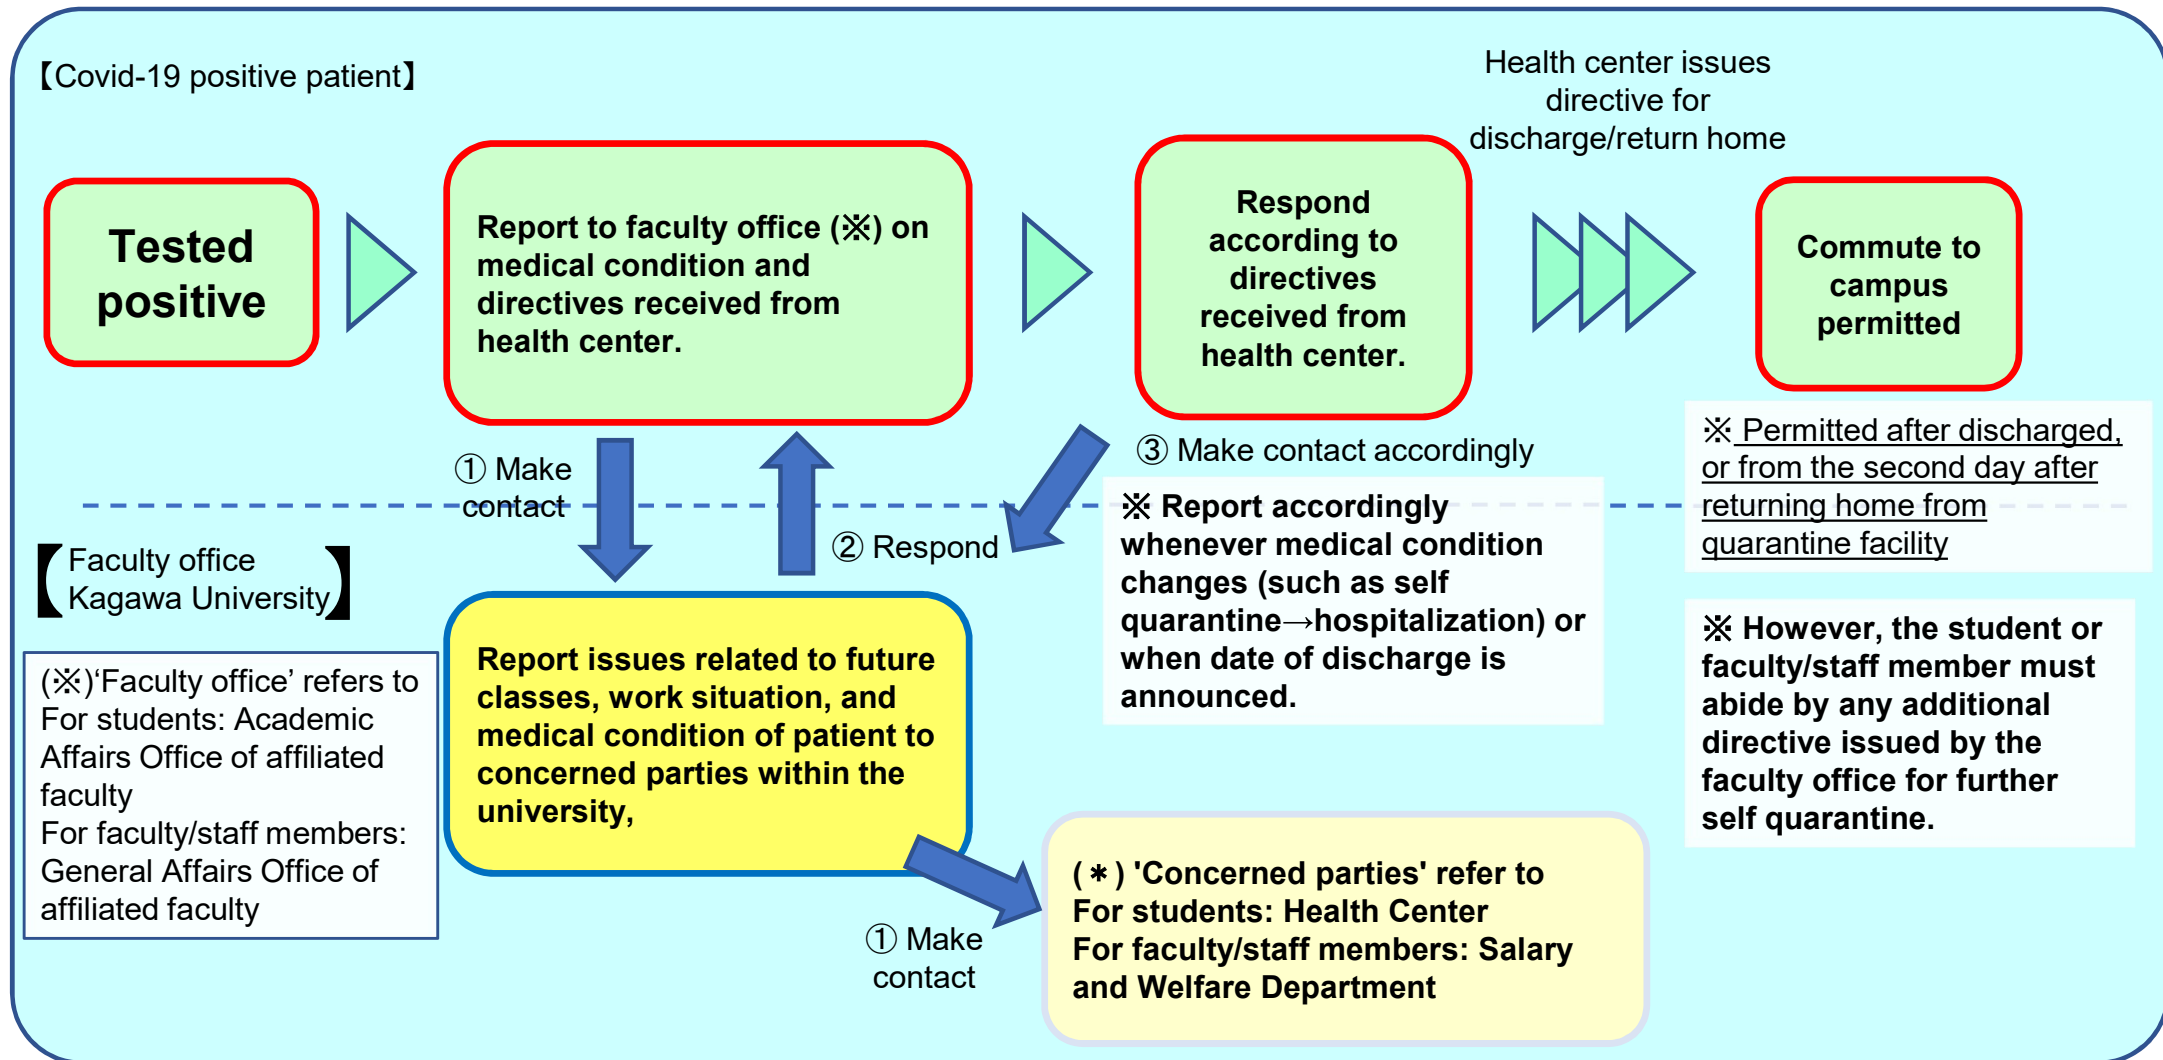 【Covid-19 positive patient】
Health center issues
directive for
discharge/return home
Tested
positive
Report to faculty office (※) on
medical condition and
directives received from
health center.
Respond
according to
directives
received from
health center.
Commute to
campus
permitted
① Make
contact
② Respond
③ Make contact accordingly
※ Report accordingly
whenever medical condition
changes (such as self
quarantine→hospitalization) or
when date of discharge is
announced.
※ Permitted after discharged,
or from the second day after
returning home from
quarantine facility
※ However, the student or
faculty/staff member must
abide by any additional
directive issued by the
faculty office for further
self quarantine.
【Faculty office
Kagawa University】
(※)‘Faculty office’ refers to
For students: Academic
Affairs Office of affiliated
faculty
For faculty/staff members:
General Affairs Office of
affiliated faculty
Report issues related to future
classes, work situation, and
medical condition of patient to
concerned parties within the
university,
① Make
contact
(＊) 'Concerned parties' refer to
For students: Health Center
For faculty/staff members: Salary
and Welfare Department